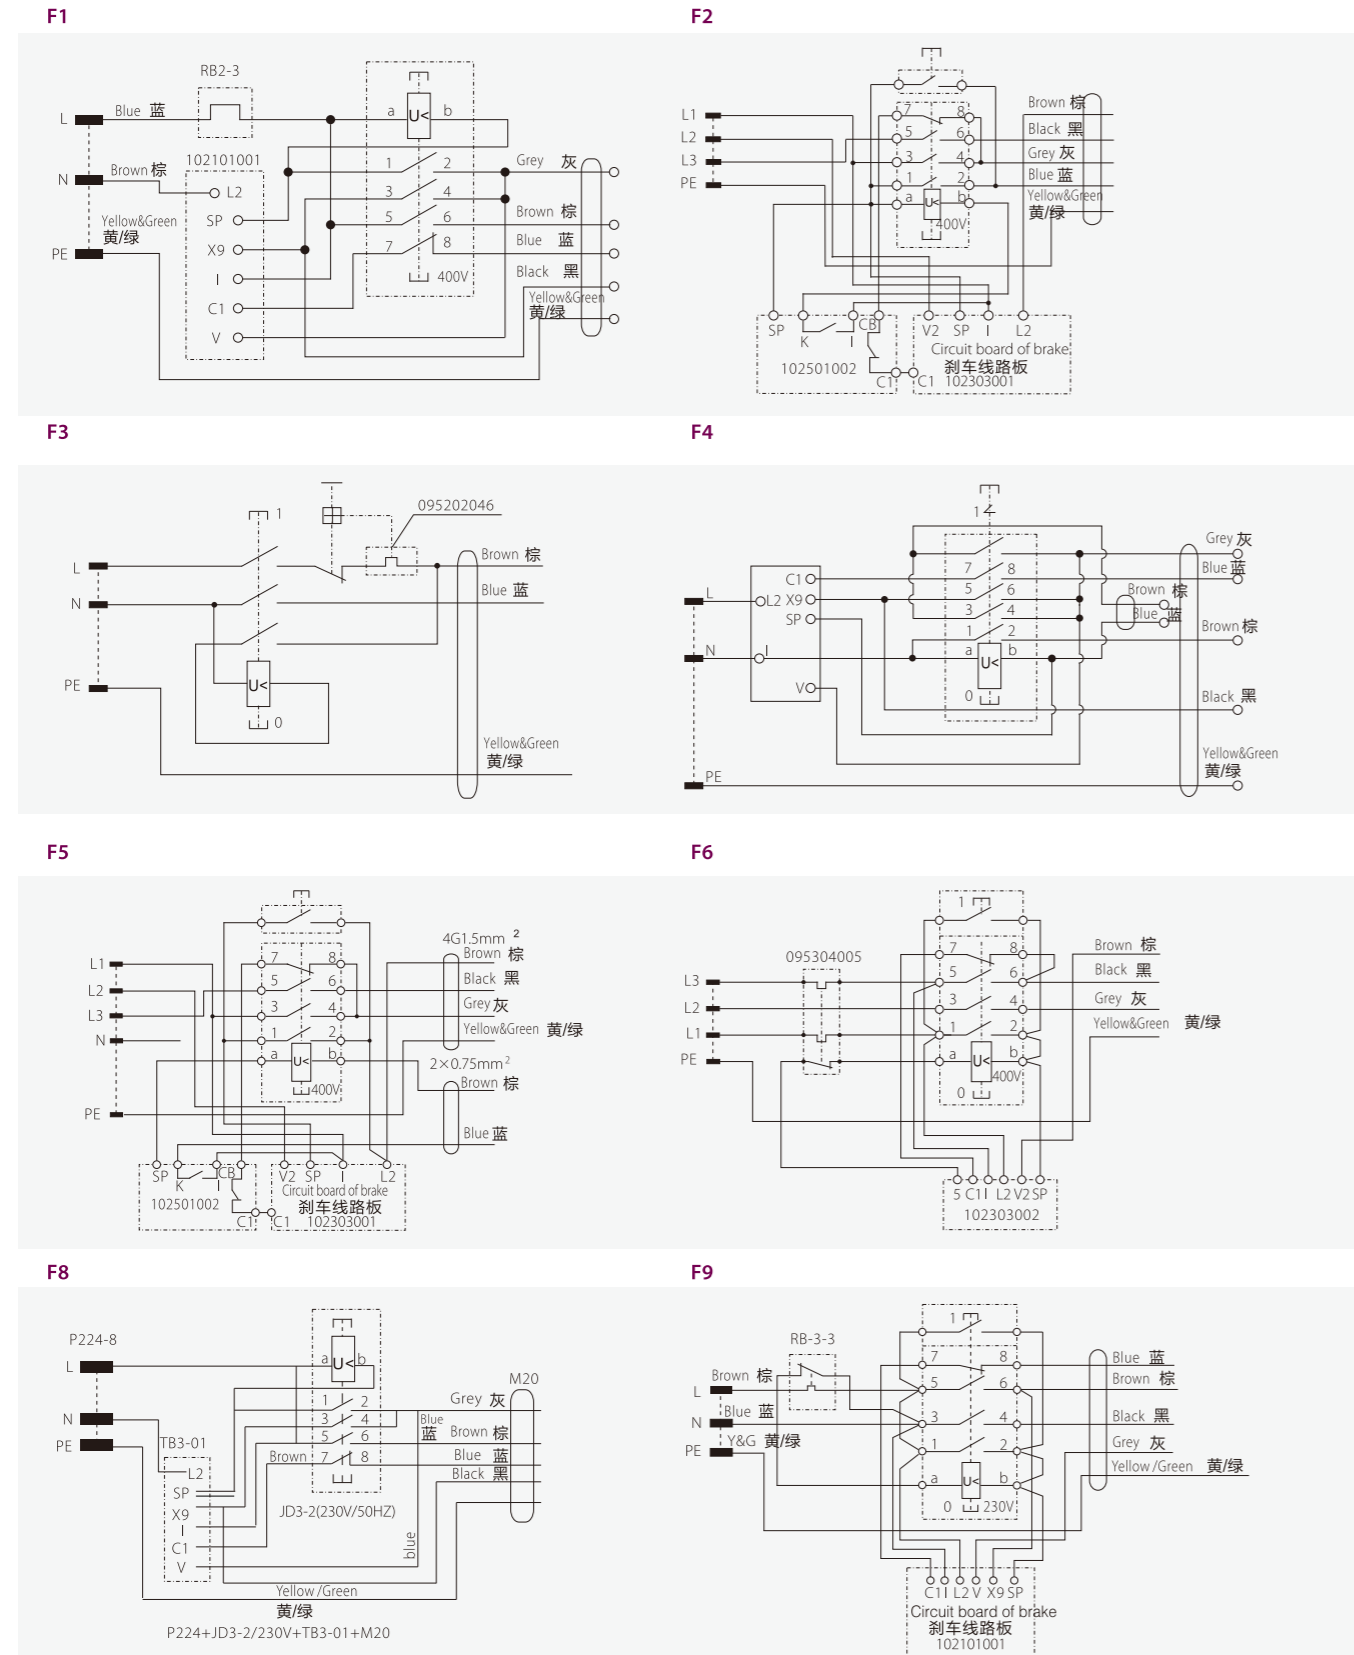 F1
RB2-3
L
Blue 蓝
a
U<
b
102101001
N
Brown 棕
L2
1
2
Grey 灰
Yellow&Green
黄/绿
SP
3
4
Brown 棕
5
6
X9
7
8
Blue 蓝
PE
I
400V
Black 黑
Yellow&Green
黄/绿
C1
V
F2
L1
L2
L3
PE
7
8
5
6
3
4
1
2
a
U<
b
400V
Brown 棕
Black 黑
Grey 灰
Blue 蓝
Yellow&Green
黄/绿
SP
K
I
CB
102501002
C1
V2
SP
I
L2
Circuit board of brake
刹车线路板
C1
102303001
F3
1
095202046
L
Brown 棕
N
Blue 蓝
PE
U<
0
Yellow&Green
黄/绿
F4
1
L
N
PE
C1
L2
X9
SP
I
V
7
8
5
6
3
4
1
2
a
U<
b
0
Grey 灰
Blue 蓝
Brown 棕
Blue 蓝
Brown 棕
Black 黑
Yellow&Green
黄/绿
F5
L1
L2
L3
N
PE
7
8
5
6
3
4
1
2
a
U<
b
400V
4G1.5mm 2
Brown 棕
Black 黑
Grey 灰
Yellow&Green 黄/绿
2×0.75mm2
Brown 棕
Blue 蓝
SP
K
I
CB
102501002
C1
V2
SP
I
L2
Circuit board of brake
刹车线路板
C1
102303001
F6
1
095304005
L3
L2
L1
PE
7
8
5
6
3
4
1
2
a
U<
b
400V
0
Brown 棕
Black 黑
Grey 灰
Yellow&Green 黄/绿
5 C1 I L2 V2 SP
102303002
F8
P224-8
L
N
PE
TB3-01
L2
SP
X9
I
C1
V
a
U<
b
1
2
3
4
5
6
Brown 7
8
JD3-2(230V/50HZ)
M20
Grey 灰
Blue
蓝
Brown 棕
Blue 蓝
Black 黑
blue
Yellow /Green
黄/绿
P224+JD3-2/230V+TB3-01+M20
F9
1
RB-3-3
Brown 棕
L
Blue 蓝
N
Y&G 黄/绿
PE
7
8
5
6
3
4
1
2
a
U<
b
0
230V
Blue 蓝
Brown 棕
Black 黑
Grey 灰
Yellow /Green 黄/绿
C1 I L2 V X9 SP
Circuit board of brake
刹车线路板
102101001